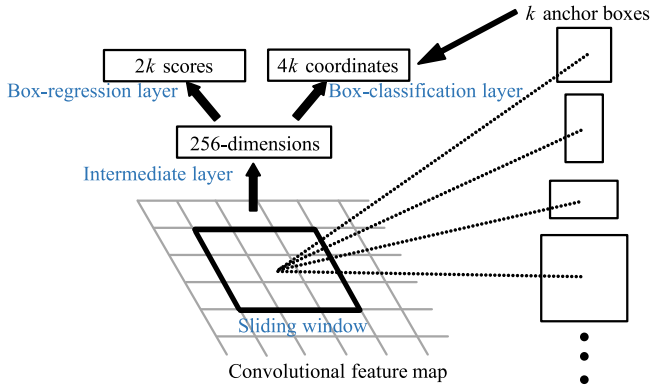 k anchor boxes
2k scores
4k coordinates
Box-regression layer
Box-classification layer
256-dimensions
Intermediate layer
Sliding window
Convolutional feature map